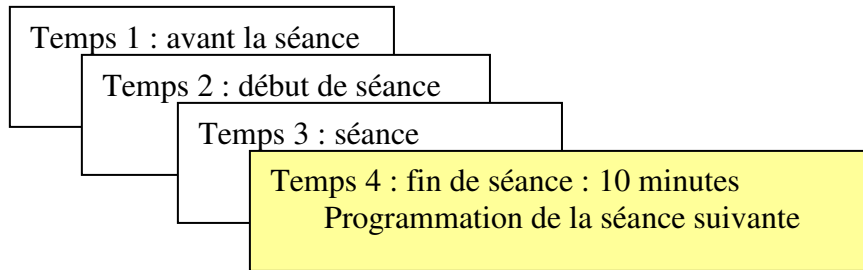 Temps 1 : avant la séance
Temps 2 : début de séance
Temps 3 : séance
Temps 4 : fin de séance : 10 minutes
Programmation de la séance suivante